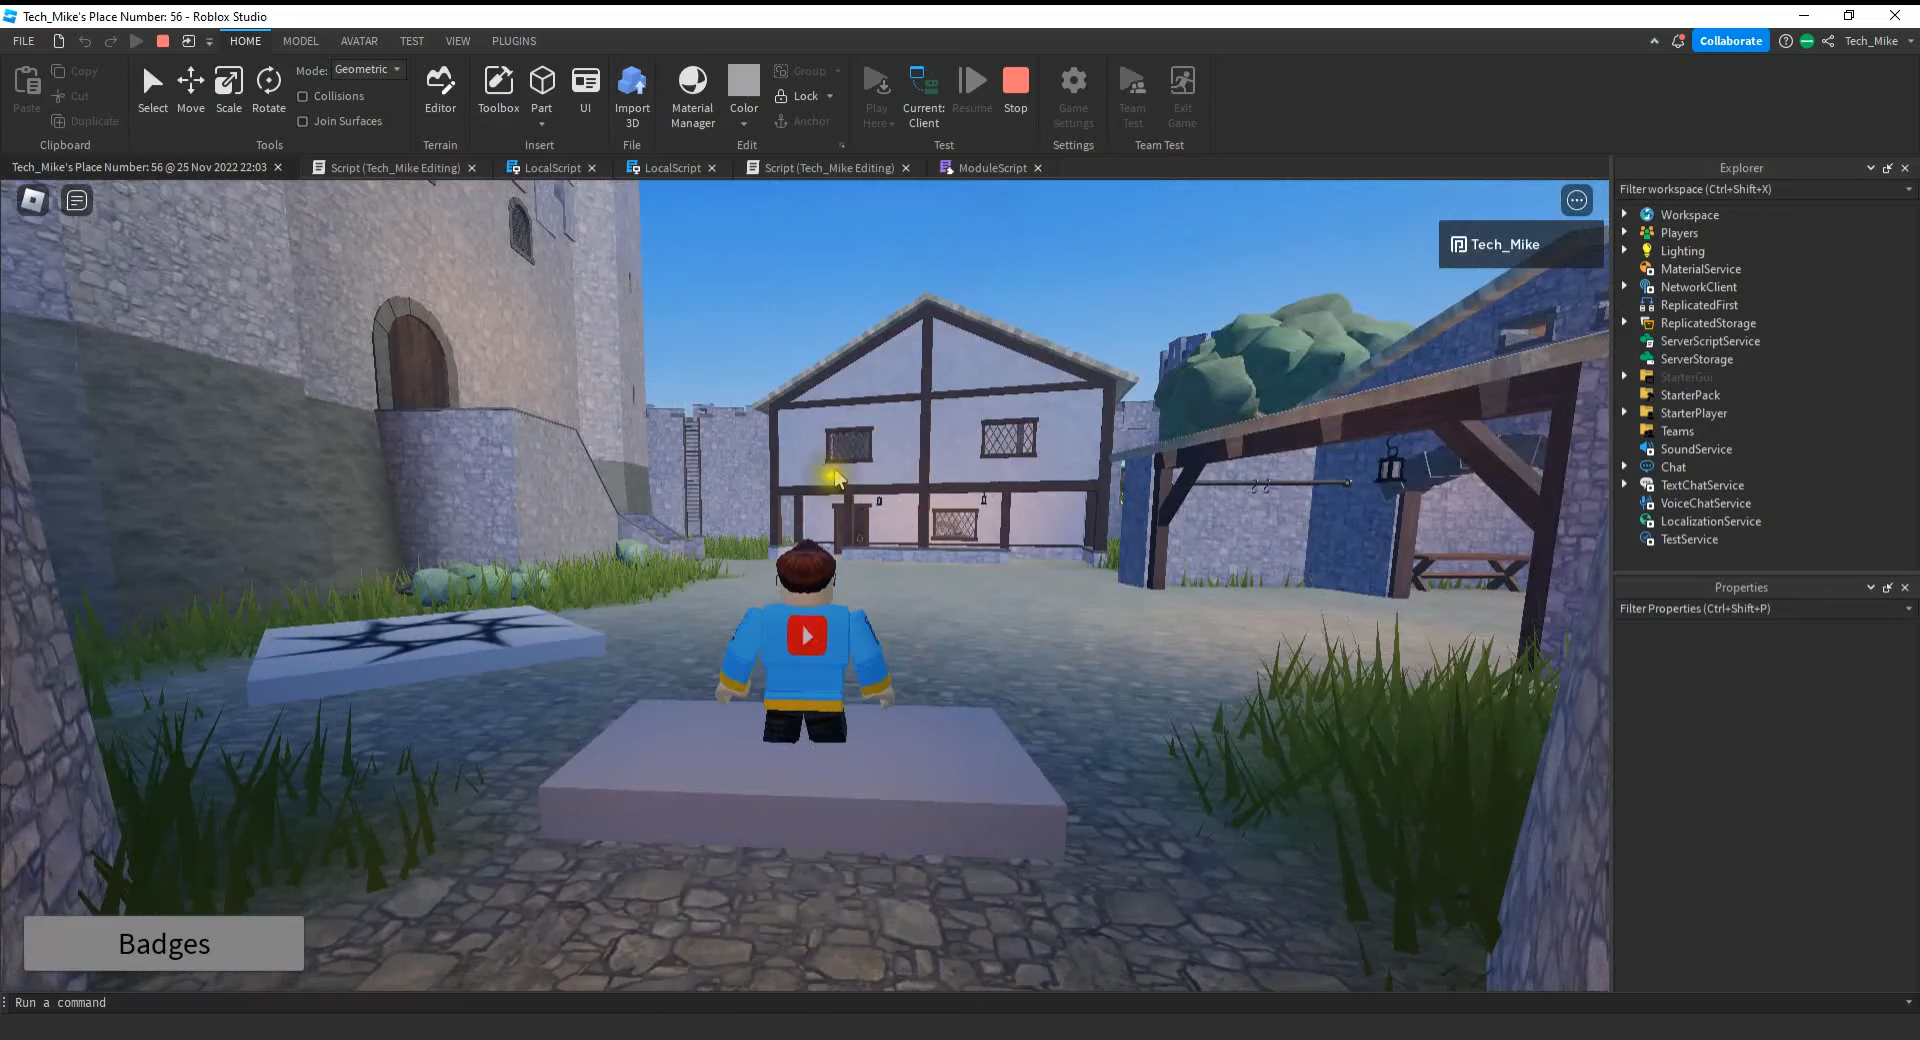 Tech_Mike's Place Number: 56 - Roblox Studio
FILE HOME MODEL AVATAR TEST VIEW PLUGINS Collaborate Tech_Mike
Paste Copy Cut Duplicate
Clipboard
Select Move Scale Rotate Mode: Geometric
Collisions
Join Surfaces
Tools
Editor
Terrain
Toolbox Part UI
Insert
Import 3D
File
Material Manager Color Group
Lock
Anchor
Edit
Play Here Current: Client Resume Stop
Test
Game Settings
Settings
Team Test Exit Game
Team Test
Tech_Mike's Place Number: 56 @ 25 Nov 2022 22:03 Script (Tech_Mike Editing) LocalScript LocalScript Script (Tech_Mike Editing) ModuleScript
Tech_Mike
Badges
Explorer
Filter workspace (Ctrl+Shift+X)
Workspace
Players
Lighting
MaterialService
NetworkClient
ReplicatedFirst
ReplicatedStorage
ServerScriptService
ServerStorage
StarterGui
StarterPack
StarterPlayer
Teams
SoundService
Chat
TextChatService
VoiceChatService
LocalizationService
TestService
Properties
Filter Properties (Ctrl+Shift+P)
Run a command